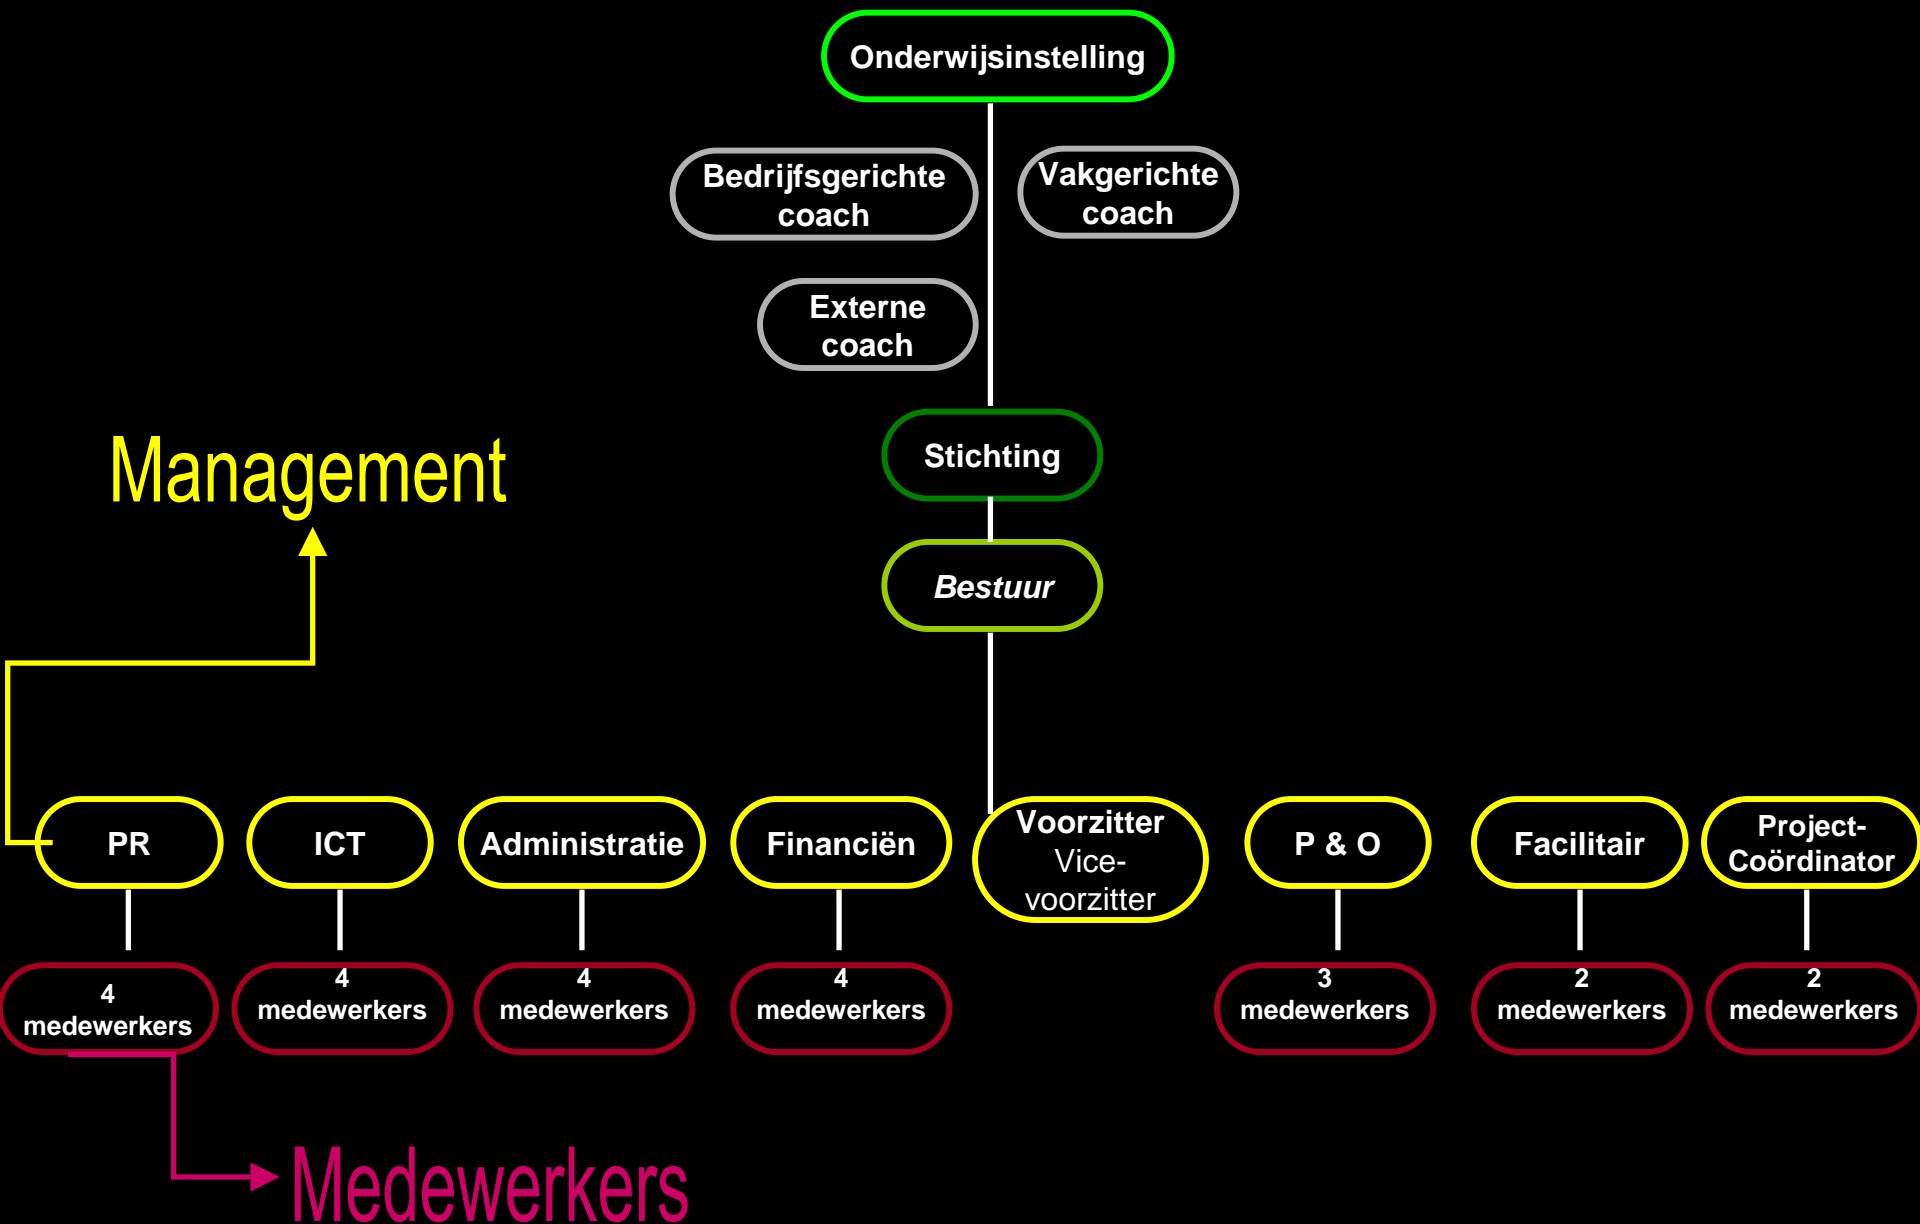 Onderwijsinstelling
Bedrijfsgerichte
coach
Vakgerichte
coach
Externe
coach
Stichting
Management
Bestuur
PR
ICT
Administratie
Financiën
Voorzitter
Vice-
voorzitter
P & O
Facilitair
Project-
Coördinator
4
medewerkers
4
medewerkers
4
medewerkers
4
medewerkers
3
medewerkers
2
medewerkers
2
medewerkers
Medewerkers